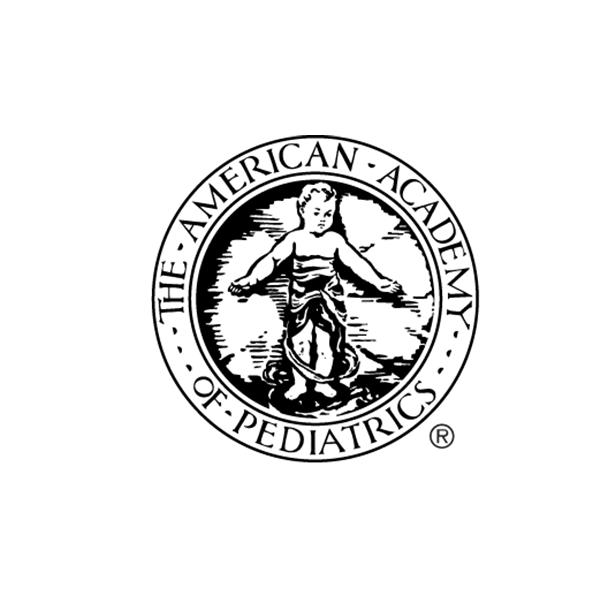 THE · AMERICAN · ACADEMY
OF · PEDIATRICS
®